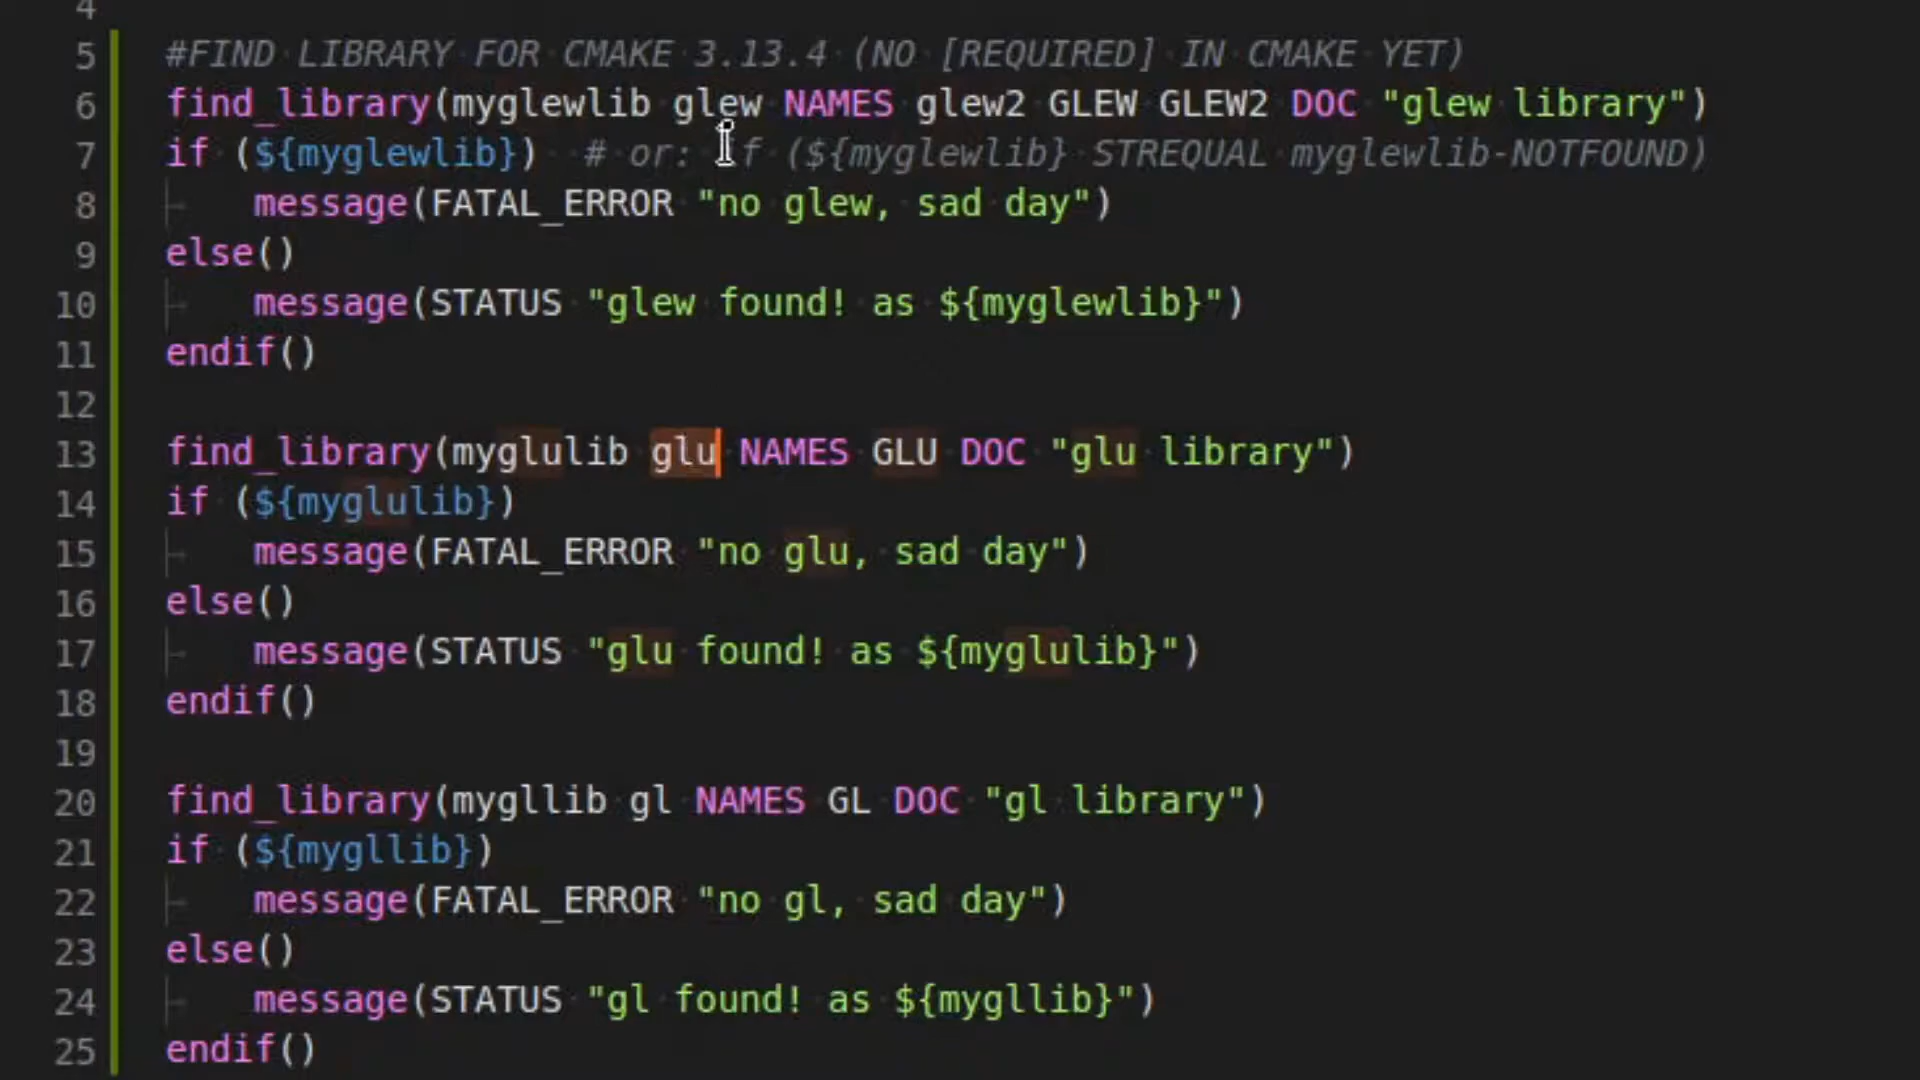 4
5 #FIND LIBRARY FOR CMAKE 3.13.4 (NO [REQUIRED] IN CMAKE YET)
6 find_library(myglewlib glew NAMES glew2 GLEW GLEW2 DOC "glew library")
7 if (${myglewlib}) # or: if (${myglewlib} STREQUAL myglewlib-NOTFOUND)
8 message(FATAL_ERROR "no glew, sad day")
9 else()
10 message(STATUS "glew found! as ${myglewlib}")
11 endif()
12
13 find_library(myglulib glu NAMES GLU DOC "glu library")
14 if (${myglulib})
15 message(FATAL_ERROR "no glu, sad day")
16 else()
17 message(STATUS "glu found! as ${myglulib}")
18 endif()
19
20 find_library(mygllib gl NAMES GL DOC "gl library")
21 if (${mygllib})
22 message(FATAL_ERROR "no gl, sad day")
23 else()
24 message(STATUS "gl found! as ${mygllib}")
25 endif()